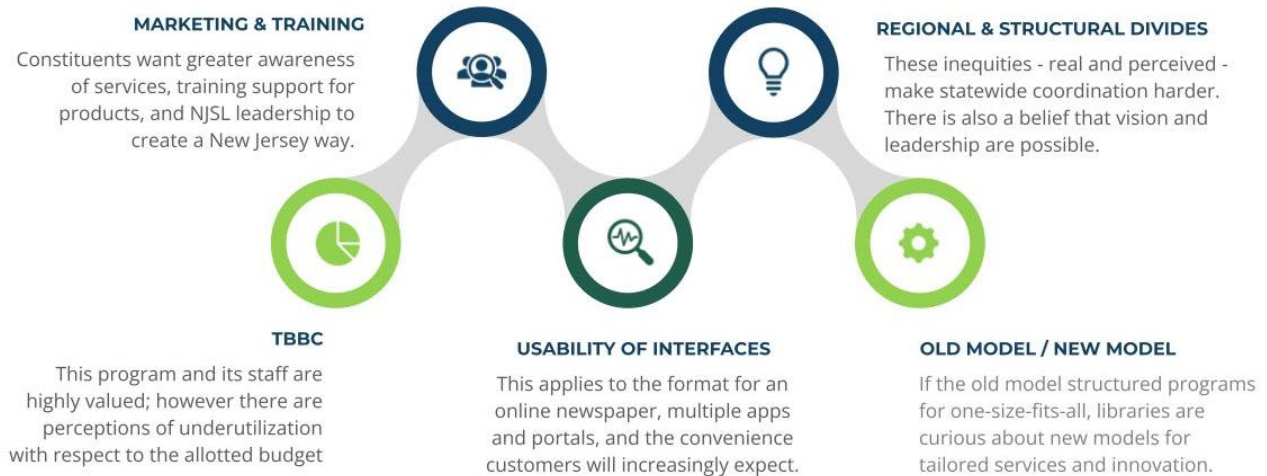 MARKETING & TRAINING
Constituents want greater awareness
of services, training support for
products, and NJSL leadership to
create a New Jersey way.
REGIONAL & STRUCTURAL DIVIDES
These inequities - real and perceived -
make statewide coordination harder.
There is also a belief that vision and
leadership are possible.
TBBC
This program and its staff are
highly valued; however there are
perceptions of underutilization
with respect to the allotted budget
USABILITY OF INTERFACES
This applies to the format for an
online newspaper, multiple apps
and portals, and the convenience
customers will increasingly expect.
OLD MODEL / NEW MODEL
If the old model structured programs
for one-size-fits-all, libraries are
curious about new models for
tailored services and innovation.